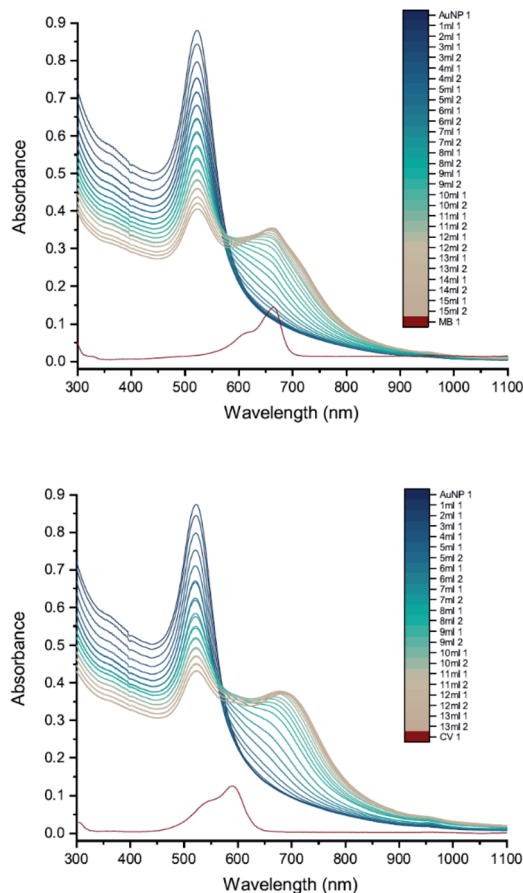 0.9
0.8
0.7
0.6
0.5
0.4
0.3
0.2
0.1
0.0
Absorbance
300 400 500 600 700 800 900 1000 1100
Wavelength (nm)
AuNP 1
1ml 1
2ml 1
3ml 1
3ml 2
4ml 1
4ml 2
5ml 1
5ml 2
6ml 1
6ml 2
7ml 1
7ml 2
8ml 1
8ml 2
9ml 1
9ml 2
10ml 1
10ml 2
11ml 1
11ml 2
12ml 1
12ml 2
13ml 1
13ml 2
14ml 1
14ml 2
15ml 1
15ml 2
MB 1
0.9
0.8
0.7
0.6
0.5
0.4
0.3
0.2
0.1
0.0
Absorbance
300 400 500 600 700 800 900 1000 1100
Wavelength (nm)
AuNP 1
1ml 1
2ml 1
3ml 1
4ml 1
5ml 1
5ml 2
6ml 1
6ml 2
7ml 1
7ml 2
8ml 1
8ml 2
9ml 1
9ml 2
10ml 1
10ml 2
11ml 1
11ml 2
12ml 1
12ml 2
13ml 1
13ml 2
CV 1